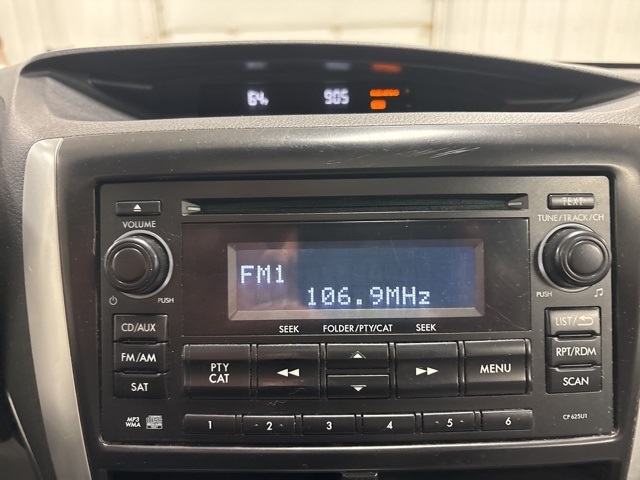 64
905
TEXT
VOLUME
TUNE/TRACK/CH
FM1
106.9MHz
PUSH
PUSH
SEEK FOLDER/PTY/CAT SEEK
CD/AUX
LIST/
FM/AM
PTY CAT
MENU
RPT/RDM
SAT
SCAN
MP3
WMA
1 -2- 3 4 -5- 6
CP625U1